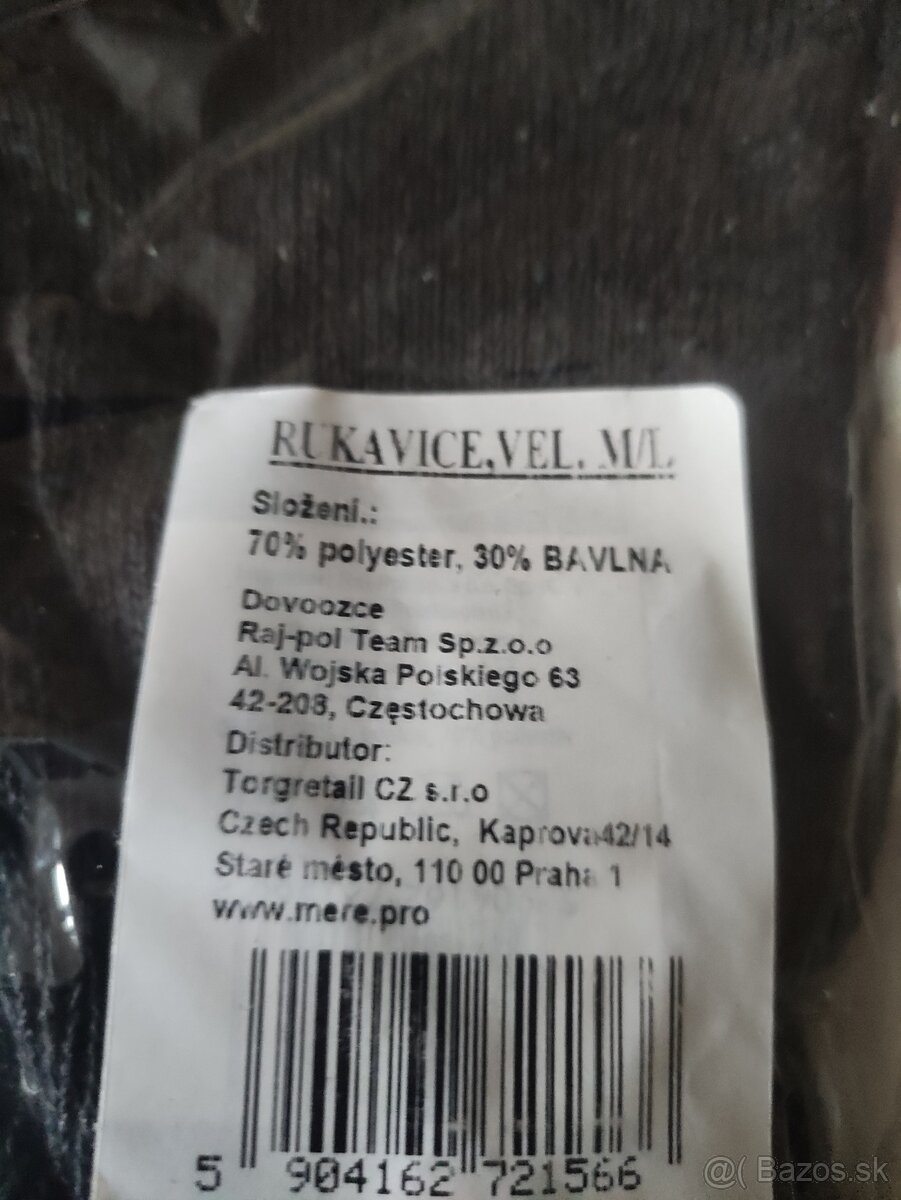 RUKAVICE,VEL. M/L
Složeni.:
70% polyester, 30% BAVLNA
Dovoozce
Raj-pol Team Sp.z.o.o
Al. Wojska Polskiego 63
42-208, Częstochowa
Distributor:
Torgretail CZ s.r.o
Czech Republic, Kaprova42/14
Staré město, 110 00 Praha 1
www.mere.pro
5 904162 721566
@( Bazos.sk